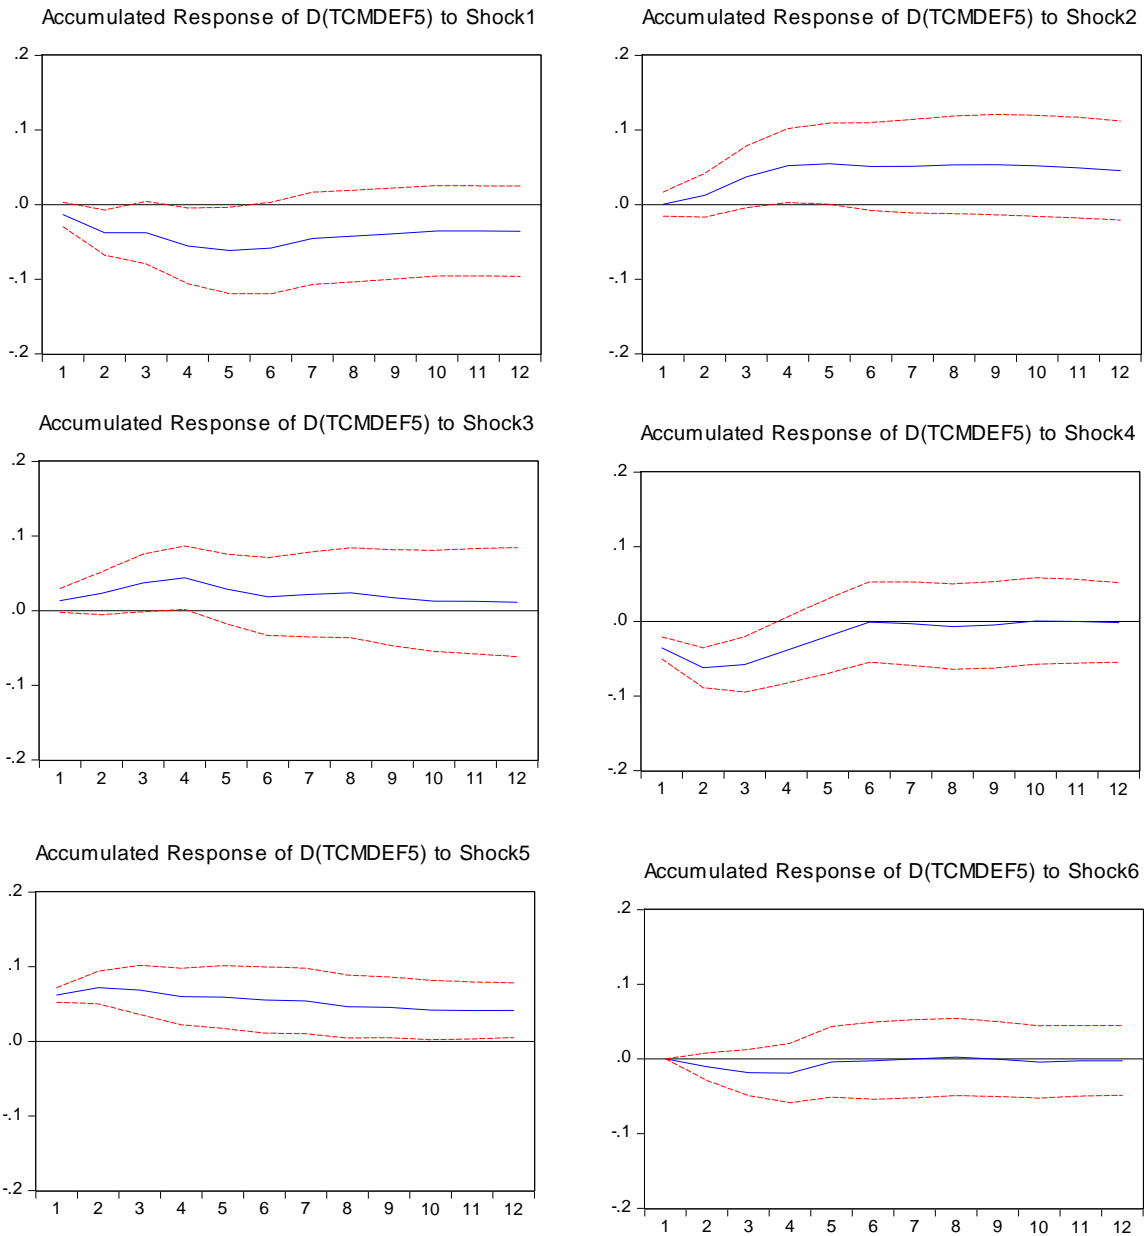 Accumulated Response of D(TCMDEF5) to Shock1
.2
.1
.0
-.1
-.2
1 2 3 4 5 6 7 8 9 10 11 12
Accumulated Response of D(TCMDEF5) to Shock2
.2
.1
.0
-.1
-.2
1 2 3 4 5 6 7 8 9 10 11 12
Accumulated Response of D(TCMDEF5) to Shock3
.2
.1
.0
-.1
-.2
1 2 3 4 5 6 7 8 9 10 11 12
Accumulated Response of D(TCMDEF5) to Shock4
.2
.1
.0
-.1
-.2
1 2 3 4 5 6 7 8 9 10 11 12
Accumulated Response of D(TCMDEF5) to Shock5
.2
.1
.0
-.1
-.2
1 2 3 4 5 6 7 8 9 10 11 12
Accumulated Response of D(TCMDEF5) to Shock6
.2
.1
.0
-.1
-.2
1 2 3 4 5 6 7 8 9 10 11 12